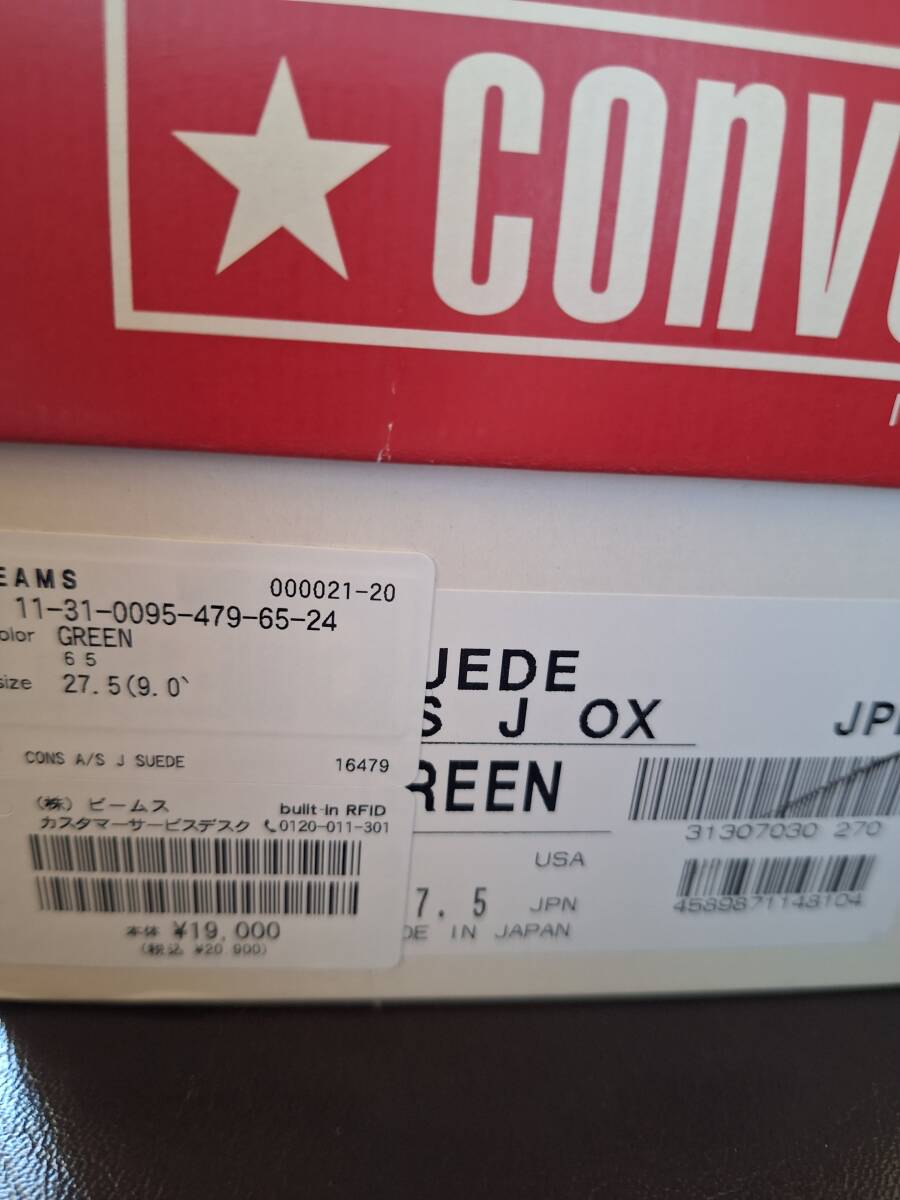 CONV
EAMS
000021-20
11-31-0095-479-65-24
olor GREEN
65
size 27.5(9.0
CONS A/S J SUEDE
16479
(株) ビームス
built-in RFID
カスタマーサービスデスク 0120-011-301
本体 ¥19,000
(税込 ¥20 900)
UEDE
S J OX
JP
REEN
31307030 270
USA
7.5 JPN
4589871148104
DE IN JAPAN